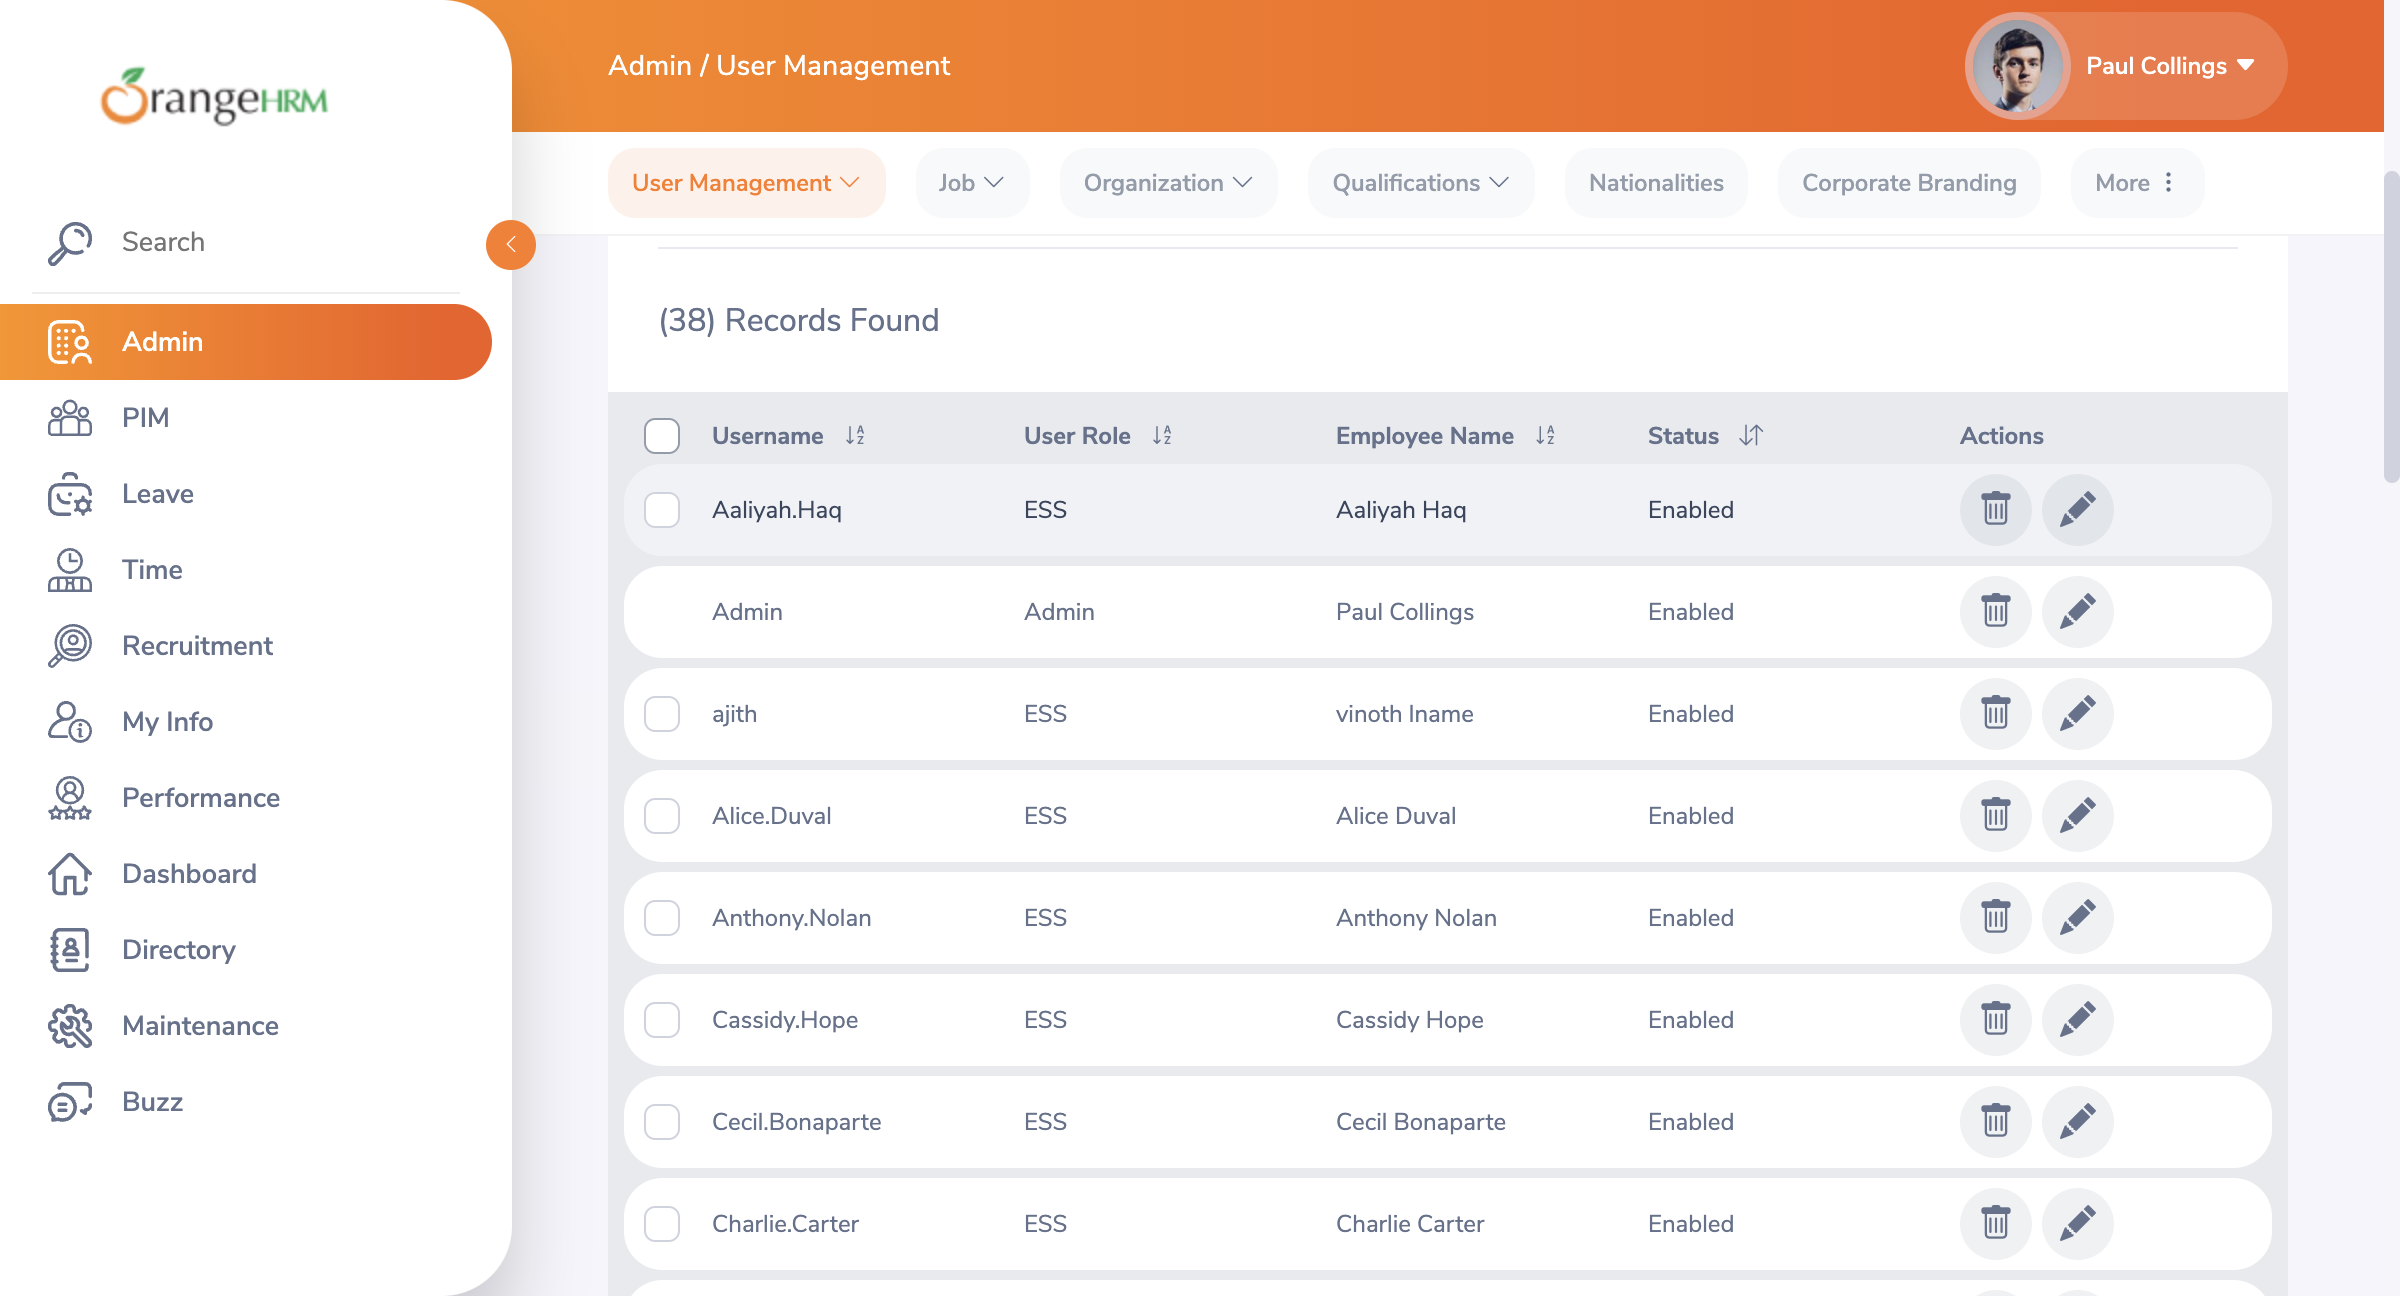 OrangeHRM
Admin / User Management
Paul Collings
User Management
Job
Organization
Qualifications
Nationalities
Corporate Branding
More
Search
Admin
PIM
Leave
Time
Recruitment
My Info
Performance
Dashboard
Directory
Maintenance
Buzz
(38) Records Found
Username User Role Employee Name Status Actions
Aaliyah.Haq ESS Aaliyah Haq Enabled
Admin Admin Paul Collings Enabled
ajith ESS vinoth lname Enabled
Alice.Duval ESS Alice Duval Enabled
Anthony.Nolan ESS Anthony Nolan Enabled
Cassidy.Hope ESS Cassidy Hope Enabled
Cecil.Bonaparte ESS Cecil Bonaparte Enabled
Charlie.Carter ESS Charlie Carter Enabled